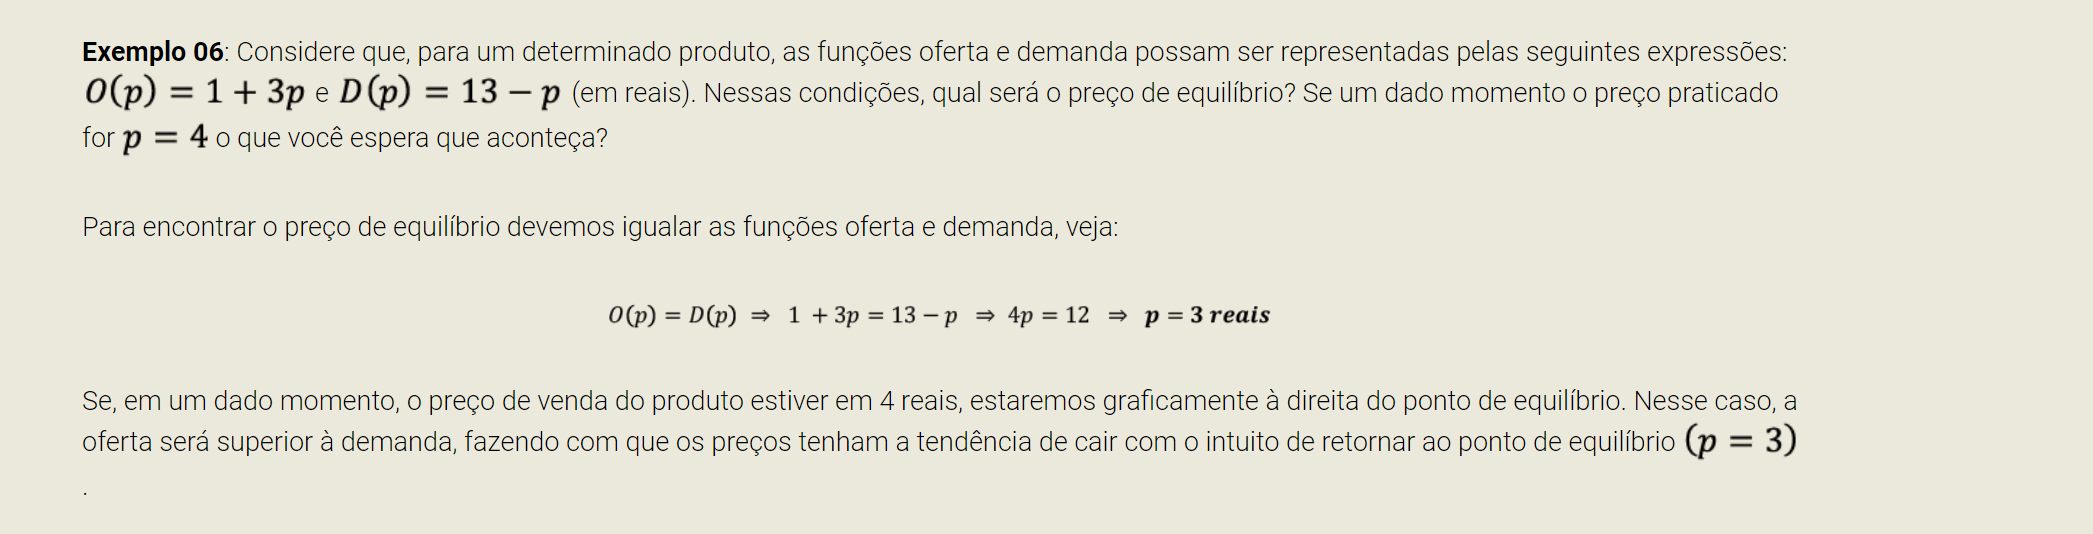 Exemplo 06: Considere que, para um determinado produto, as funções oferta e demanda possam ser representadas pelas seguintes expressões:
O(p) = 1 + 3p e D(p) = 13 − p (em reais). Nessas condições, qual será o preço de equilíbrio? Se um dado momento o preço praticado
for p = 4 o que você espera que aconteça?
Para encontrar o preço de equilíbrio devemos igualar as funções oferta e demanda, veja:
O(p) = D(p) ⇒ 1 + 3p = 13 − p ⇒ 4p = 12 ⇒ p = 3 reais
Se, em um dado momento, o preço de venda do produto estiver em 4 reais, estaremos graficamente à direita do ponto de equilíbrio. Nesse caso, a
oferta será superior à demanda, fazendo com que os preços tenham a tendência de cair com o intuito de retornar ao ponto de equilíbrio (p = 3)
.